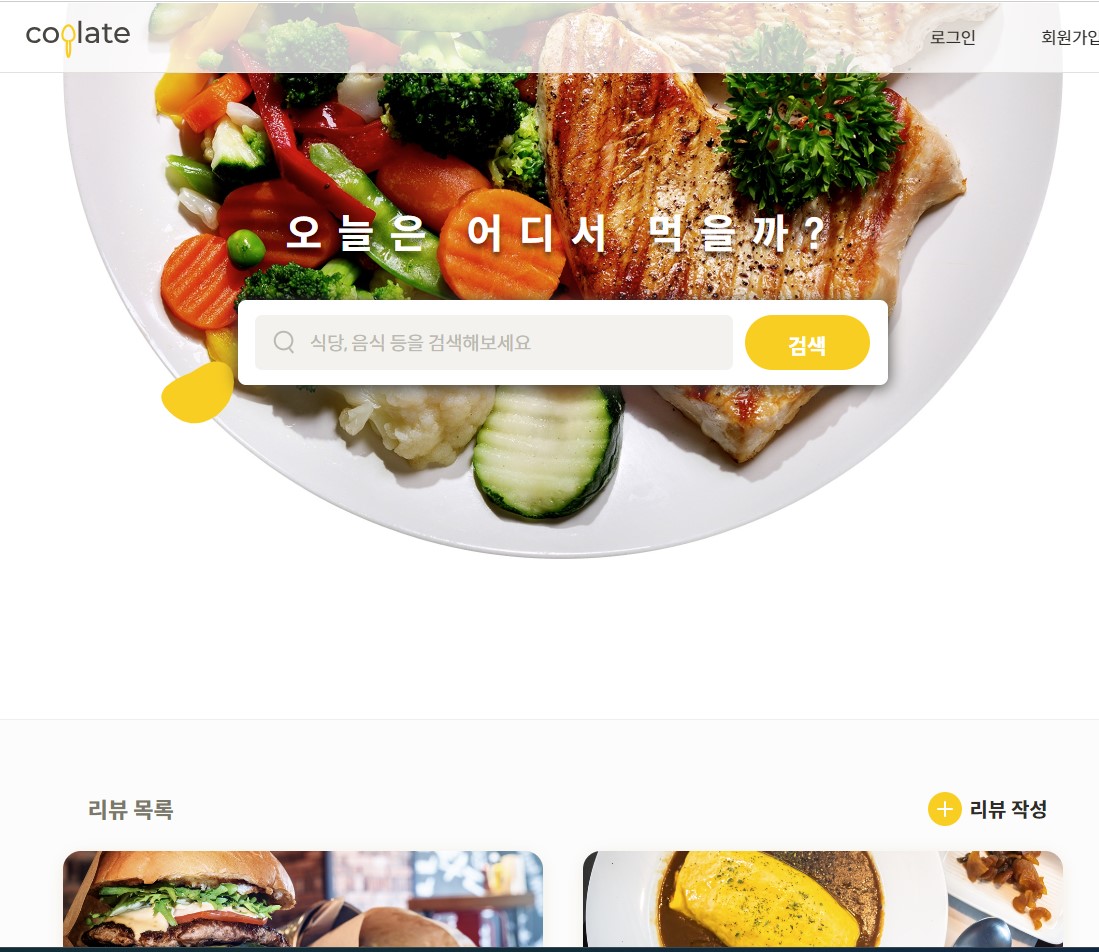 coplate
로그인
회원가입
오늘은 어디서 먹을까?
식당, 음식 등을 검색해보세요
검색
리뷰 목록
리뷰 작성